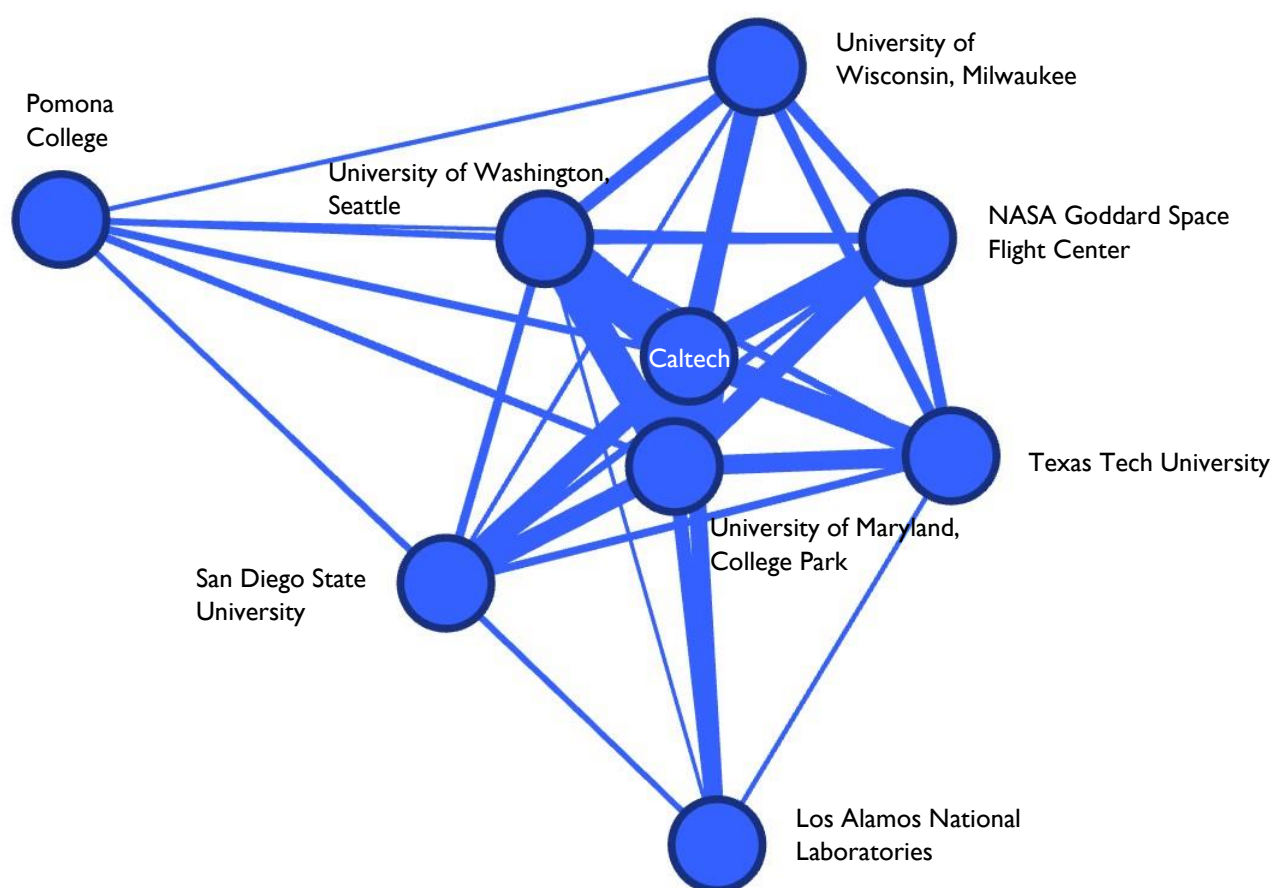 University of
Wisconsin, Milwaukee
Pomona
College
University of Washington,
Seattle
NASA Goddard Space
Flight Center
Caltech
Texas Tech University
University of Maryland,
College Park
San Diego State
University
Los Alamos National
Laboratories